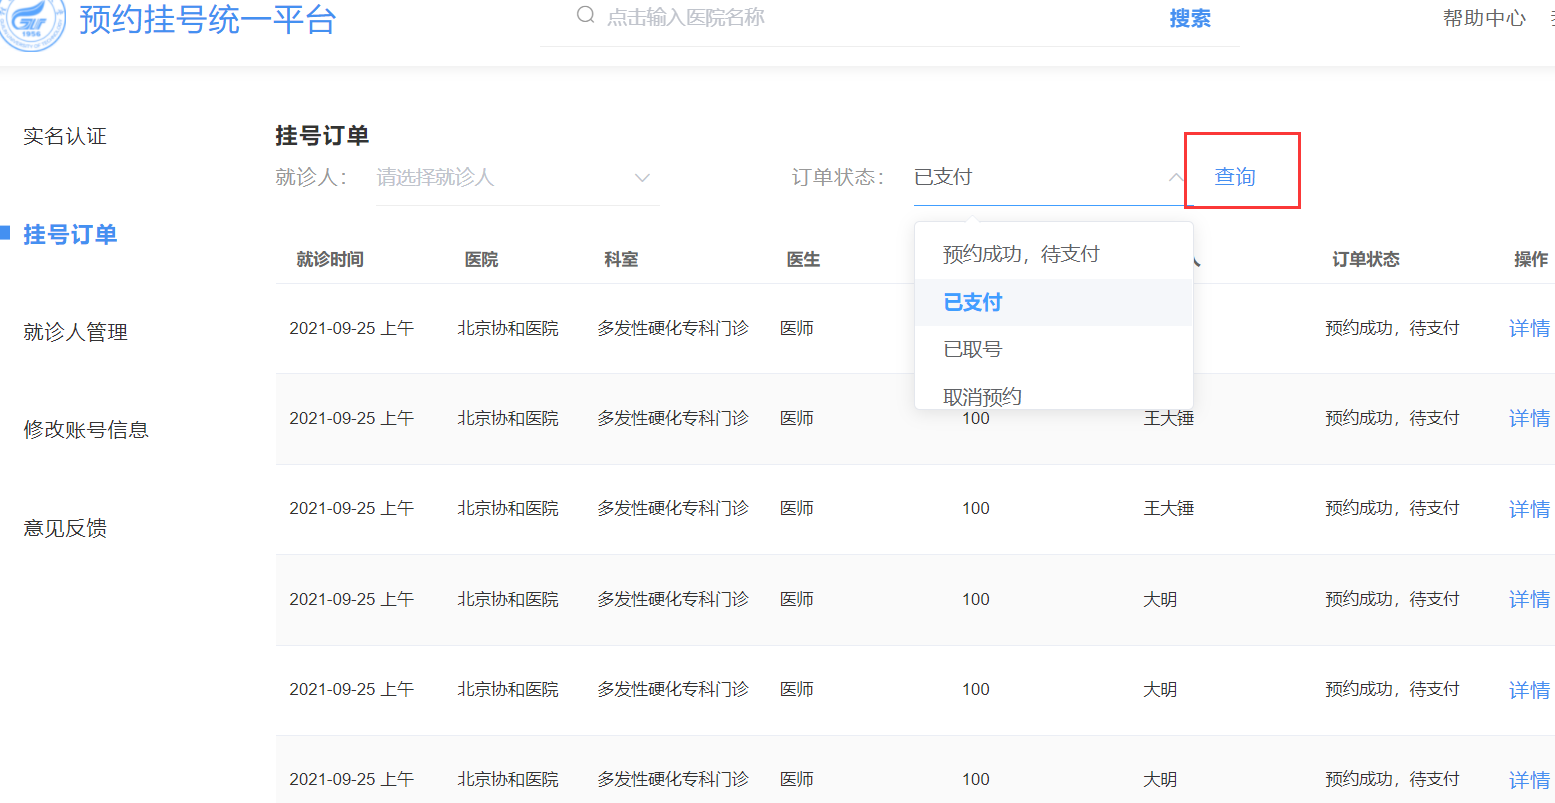 预约挂号统一平台
点击输入医院名称
搜索
帮助中心
1956
实名认证
挂号订单
就诊人管理
修改账号信息
意见反馈
挂号订单
就诊人： 请选择就诊人 订单状态： 已支付 查询
预约成功，待支付
已支付
已取号
取消预约
就诊时间 医院 科室 医生 订单状态 操作
2021-09-25 上午 北京协和医院 多发性硬化专科门诊 医师 预约成功，待支付 详情
2021-09-25 上午 北京协和医院 多发性硬化专科门诊 医师 100 王大锤 预约成功，待支付 详情
2021-09-25 上午 北京协和医院 多发性硬化专科门诊 医师 100 王大锤 预约成功，待支付 详情
2021-09-25 上午 北京协和医院 多发性硬化专科门诊 医师 100 大明 预约成功，待支付 详情
2021-09-25 上午 北京协和医院 多发性硬化专科门诊 医师 100 大明 预约成功，待支付 详情
2021-09-25 上午 北京协和医院 多发性硬化专科门诊 医师 100 大明 预约成功，待支付 详情